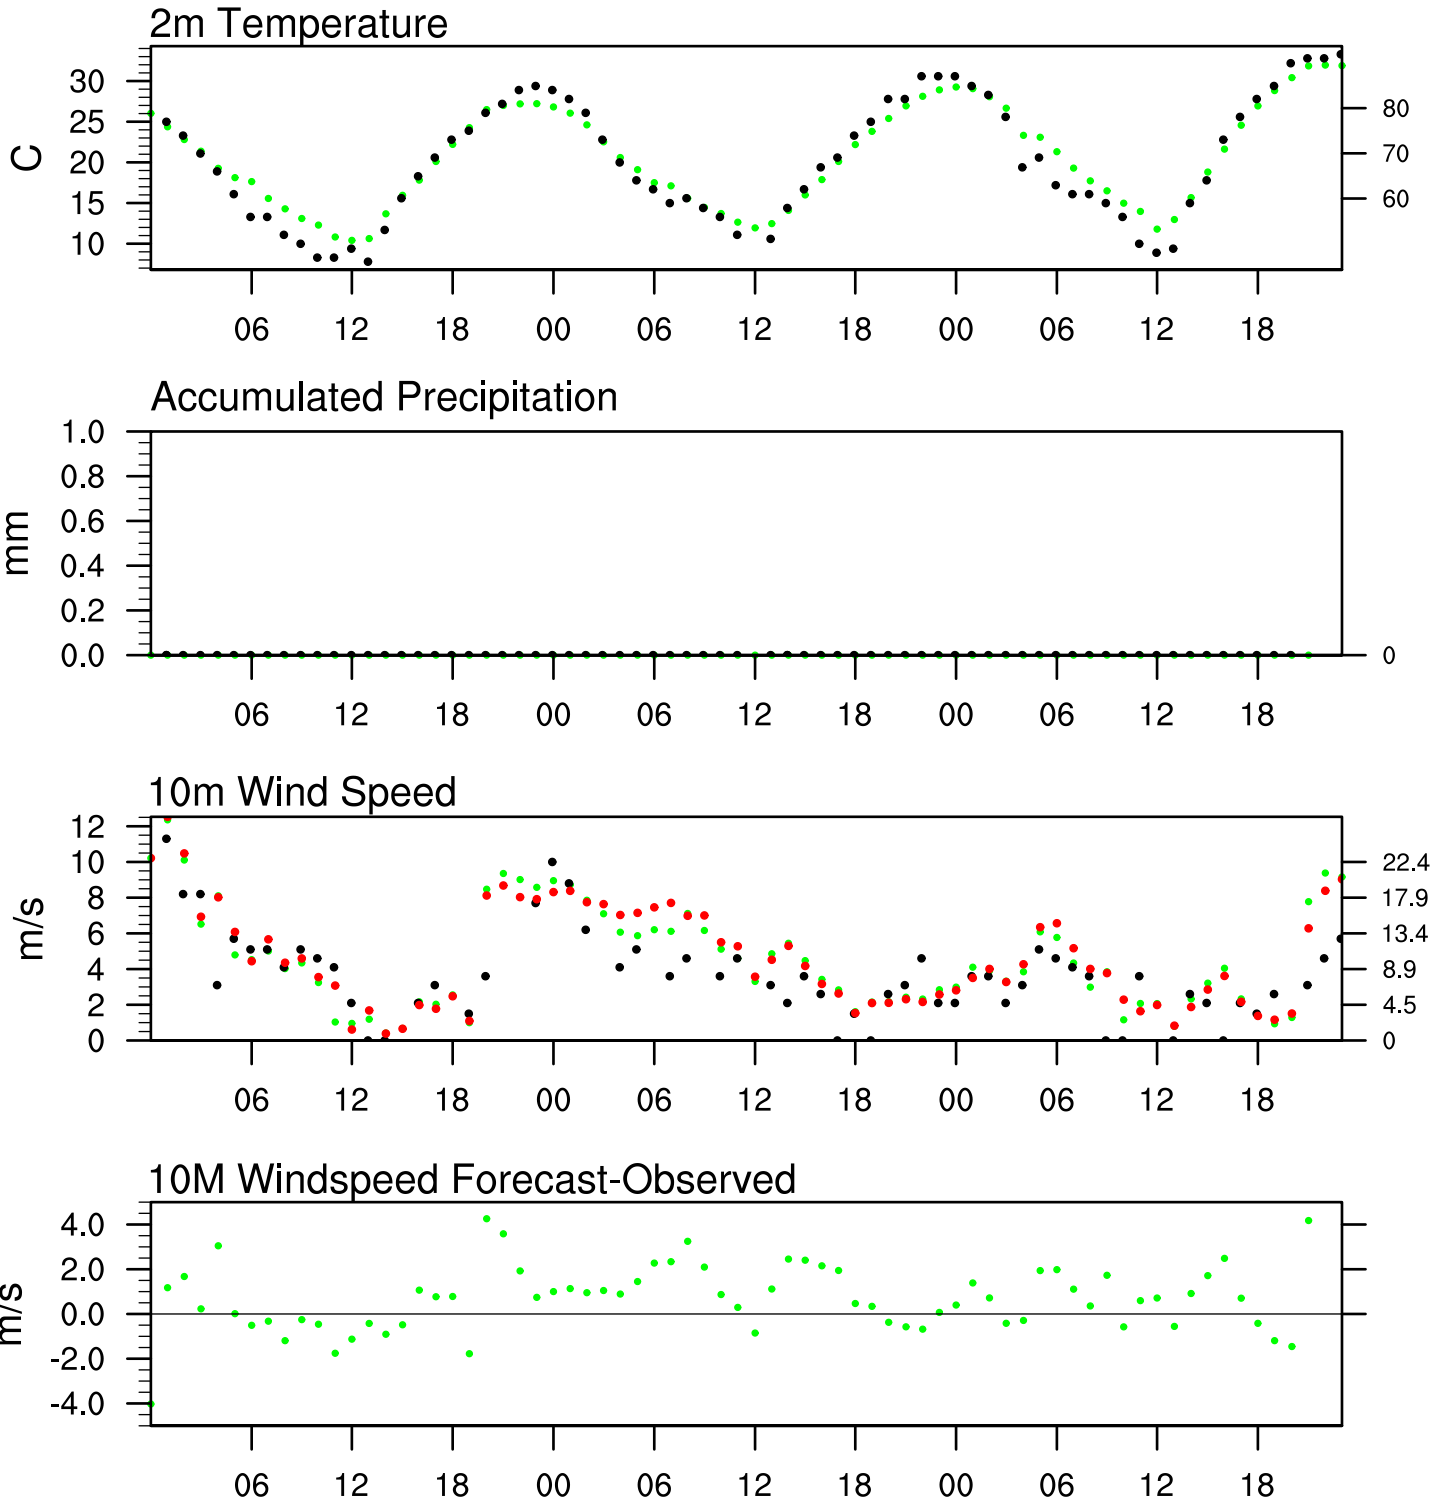 2m Temperature
30
25
20
15
10
C
80
70
60
06 12 18 00 06 12 18 00 06 12 18
Accumulated Precipitation
1.0
0.8
0.6
0.4
0.2
0.0
mm
0
06 12 18 00 06 12 18 00 06 12 18
10m Wind Speed
12
10
8
6
4
2
0
m/s
22.4
17.9
13.4
8.9
4.5
0
06 12 18 00 06 12 18 00 06 12 18
10M Windspeed Forecast-Observed
4.0
2.0
0.0
-2.0
-4.0
m/s
06 12 18 00 06 12 18 00 06 12 18